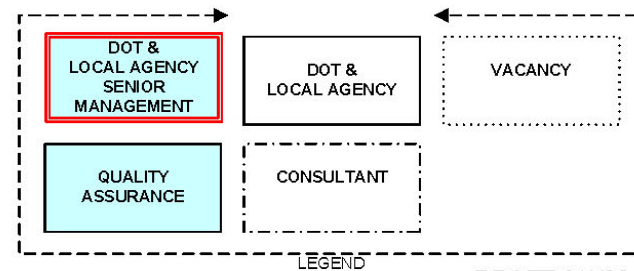 DOT &
LOCAL AGENCY
SENIOR
MANAGEMENT
DOT &
LOCAL AGENCY
VACANCY
QUALITY
ASSURANCE
CONSULTANT
LEGEND